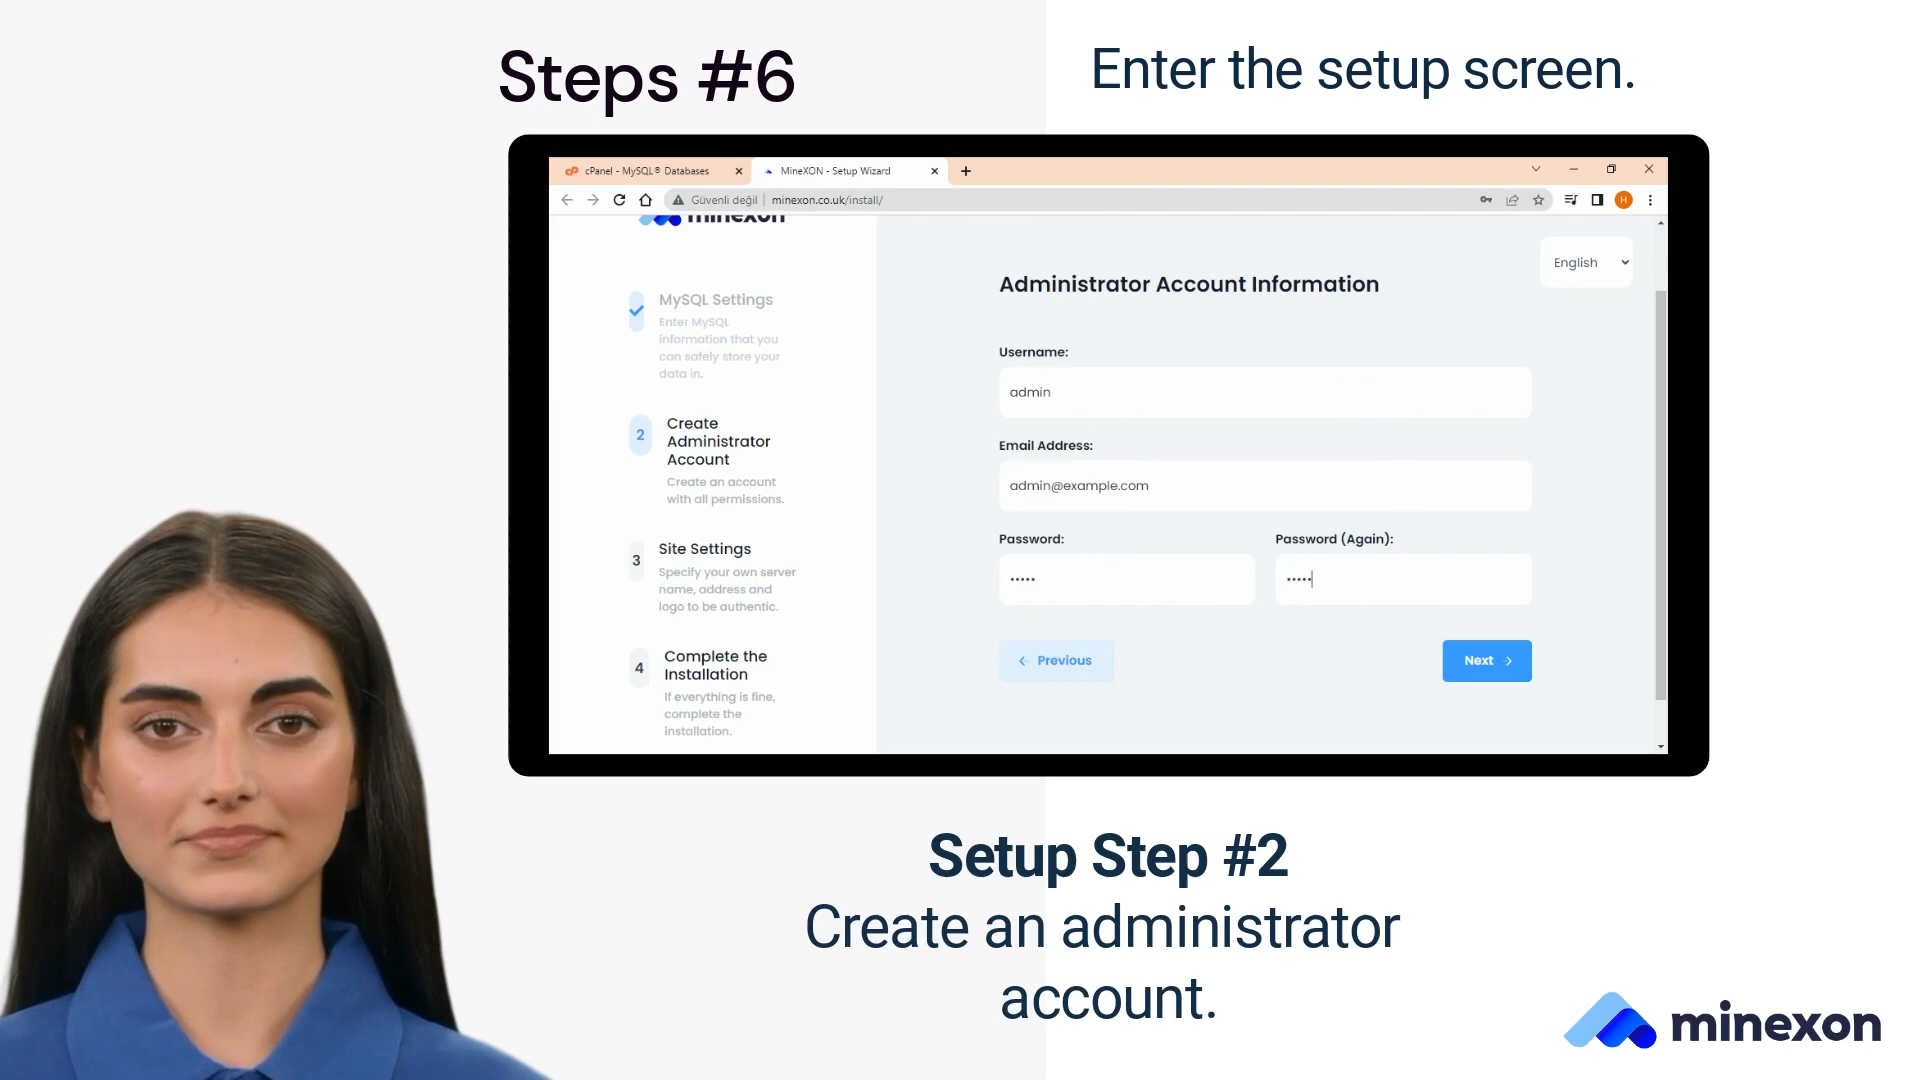 Steps #6
Enter the setup screen.
cPanel - MySQL® Databases
MineXON - Setup Wizard
Güvenli değil
minexon.co.uk/install/
H
minexon
English
MySQL Settings
Enter MySQL
information that you
can safely store your
data in.
2
Create
Administrator
Account
Create an account
with all permissions.
3
Site Settings
Specify your own server
name, address and
logo to be authentic.
4
Complete the
Installation
If everything is fine,
complete the
installation.
Administrator Account Information
Username:
admin
Email Address:
admin@example.com
Password:
•••••
Password (Again):
•••••
Previous
Next
Setup Step #2
Create an administrator
account.
minexon